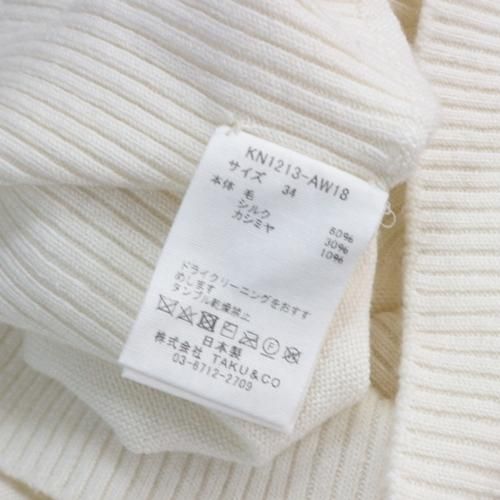 KN1213-AW18
サイズ 34
本体 毛 60%
シルク 30%
カシミヤ 10%
ドライクリーニングをおすす
めします
タンブル乾燥禁止
日本製
株式会社 TAKU&CO
03-6712-2709